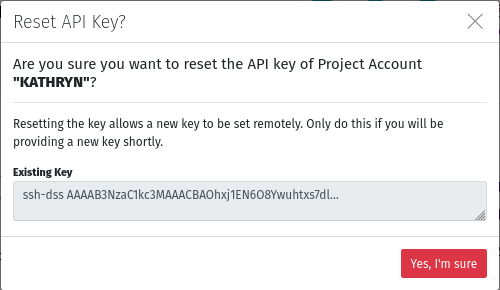 Reset API Key?
Are you sure you want to reset the API key of Project Account
"KATHRYN"?
Resetting the key allows a new key to be set remotely. Only do this if you will be
providing a new key shortly.
Existing Key
ssh-dss AAAAB3NzaC1kc3MAAACBAOhxj1EN6O8Ywuhtxs7dl...
Yes, I'm sure